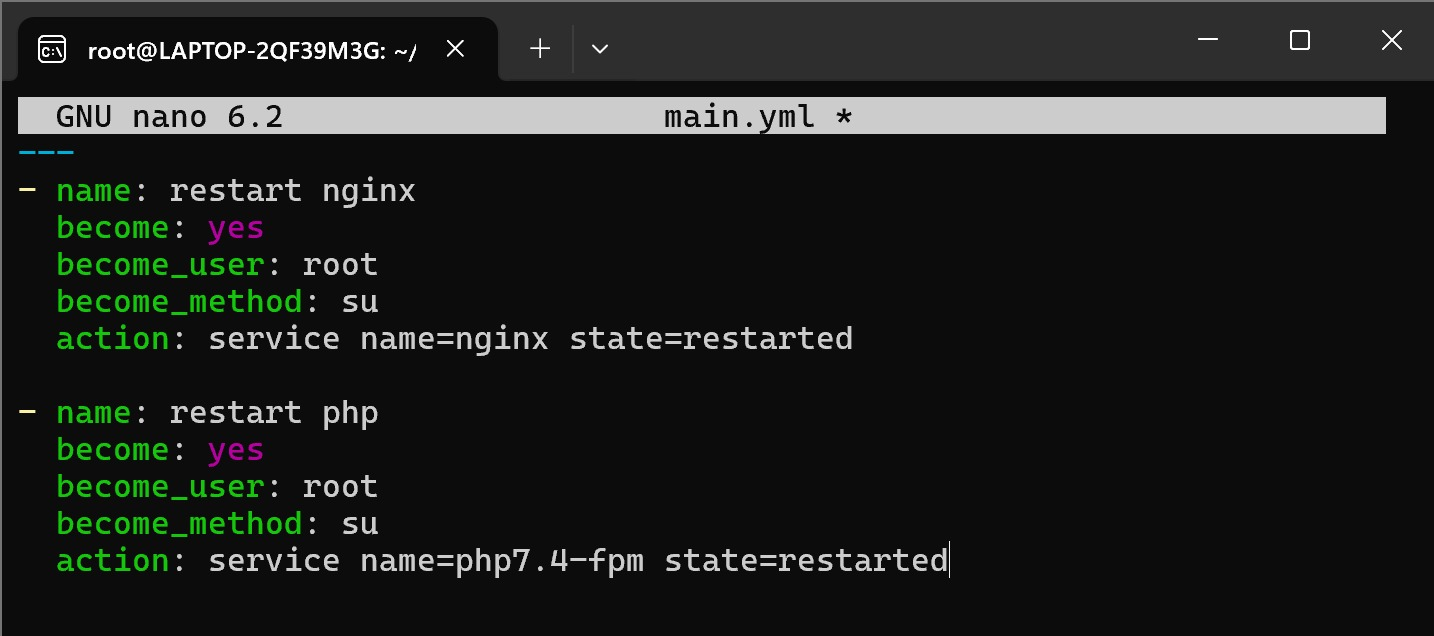 root@LAPTOP-2QF39M3G: ~/
GNU nano 6.2 main.yml *
---
- name: restart nginx
  become: yes
  become_user: root
  become_method: su
  action: service name=nginx state=restarted

- name: restart php
  become: yes
  become_user: root
  become_method: su
  action: service name=php7.4-fpm state=restarted